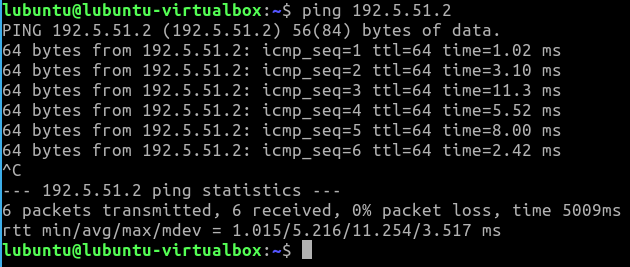 lubuntu@lubuntu-virtualbox:~$ ping 192.5.51.2
PING 192.5.51.2 (192.5.51.2) 56(84) bytes of data.
64 bytes from 192.5.51.2: icmp_seq=1 ttl=64 time=1.02 ms
64 bytes from 192.5.51.2: icmp_seq=2 ttl=64 time=3.10 ms
64 bytes from 192.5.51.2: icmp_seq=3 ttl=64 time=11.3 ms
64 bytes from 192.5.51.2: icmp_seq=4 ttl=64 time=5.52 ms
64 bytes from 192.5.51.2: icmp_seq=5 ttl=64 time=8.00 ms
64 bytes from 192.5.51.2: icmp_seq=6 ttl=64 time=2.42 ms
^C
--- 192.5.51.2 ping statistics ---
6 packets transmitted, 6 received, 0% packet loss, time 5009ms
rtt min/avg/max/mdev = 1.015/5.216/11.254/3.517 ms
lubuntu@lubuntu-virtualbox:~$